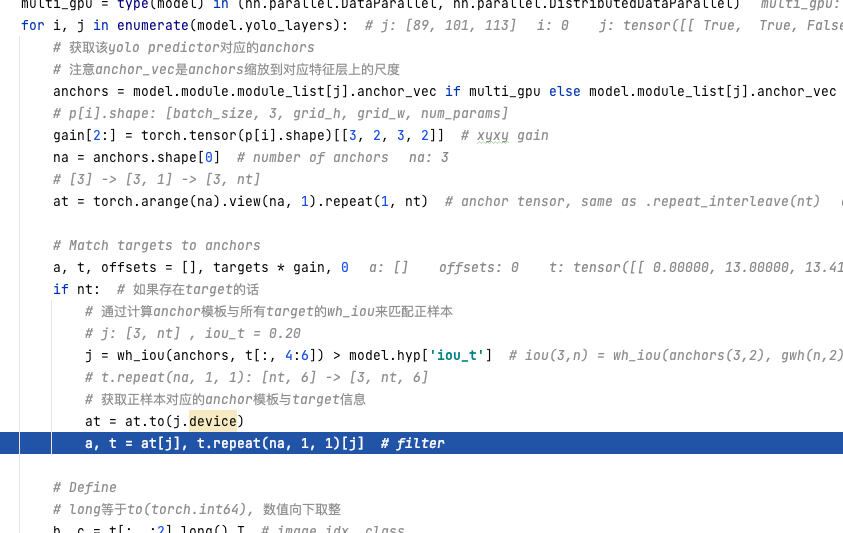 multi_gpu = type(model) in (nn.parallel.DataParallel, nn.parallel.DistributedDataParallel)  multi_gpu:
for i, j in enumerate(model.yolo_layers):  # j: [89, 101, 113]  i: 0    j: tensor([[ True,  True, False
# 获取该yolo predictor对应的anchors
# 注意anchor_vec是anchors缩放到对应特征层上的尺度
anchors = model.module.module_list[j].anchor_vec if multi_gpu else model.module_list[j].anchor_vec
# p[i].shape: [batch_size, 3, grid_h, grid_w, num_params]
gain[2:] = torch.tensor(p[i].shape)[[3, 2, 3, 2]]  # xyxy gain
na = anchors.shape[0]  # number of anchors  na: 3
# [3] -> [3, 1] -> [3, nt]
at = torch.arange(na).view(na, 1).repeat(1, nt)  # anchor tensor, same as .repeat_interleave(nt)
# Match targets to anchors
a, t, offsets = [], targets * gain, 0  a: []    offsets: 0    t: tensor([[ 0.00000, 13.00000, 13.41
if nt:  # 如果存在target的话
# 通过计算anchor模板与所有target的wh_iou来匹配正样本
# j: [3, nt] , iou_t = 0.20
j = wh_iou(anchors, t[:, 4:6]) > model.hyp['iou_t']  # iou(3,n) = wh_iou(anchors(3,2), gwh(n,2)
# t.repeat(na, 1, 1): [nt, 6] -> [3, nt, 6]
# 获取正样本对应的anchor模板与target信息
at = at.to(j.device)
a, t = at[j], t.repeat(na, 1, 1)[j]  # filter
# Define
# long等于to(torch.int64), 数值向下取整
b, c = t[:, :2].long().T  # image idx, class